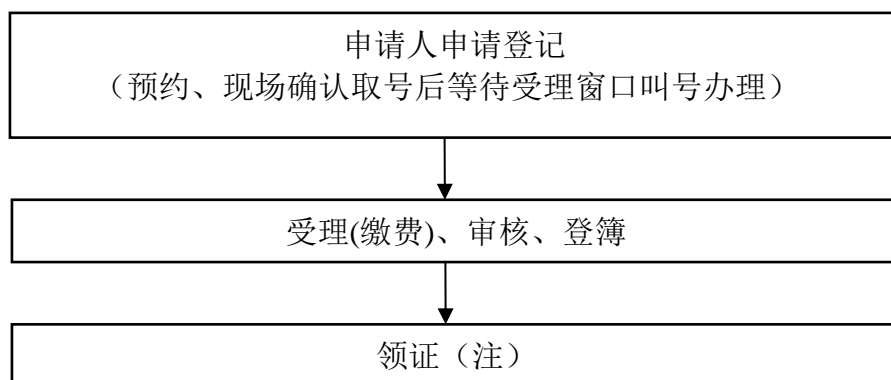 申请人申请登记
（预约、现场确认取号后等待受理窗口叫号办理）
受理(缴费)、审核、登簿
领证（注）